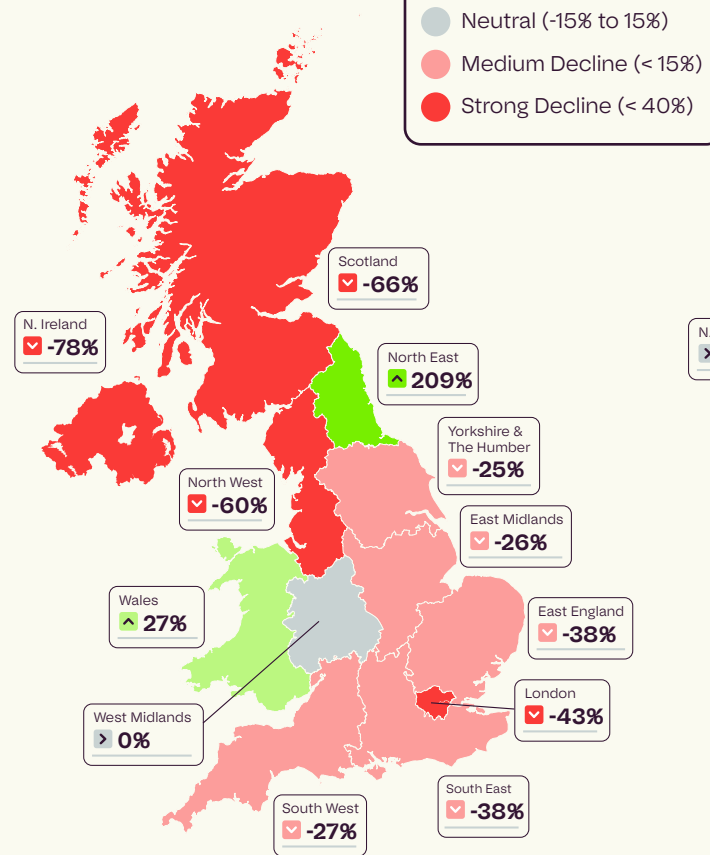 Neutral (-15% to 15%)
Medium Decline (< 15%)
Strong Decline (< 40%)
Scotland
-66%
N. Ireland
-78%
North East
209%
Yorkshire &
The Humber
-25%
North West
-60%
East Midlands
-26%
Wales
27%
East England
-38%
London
-43%
West Midlands
0%
South East
-38%
South West
-27%
N.